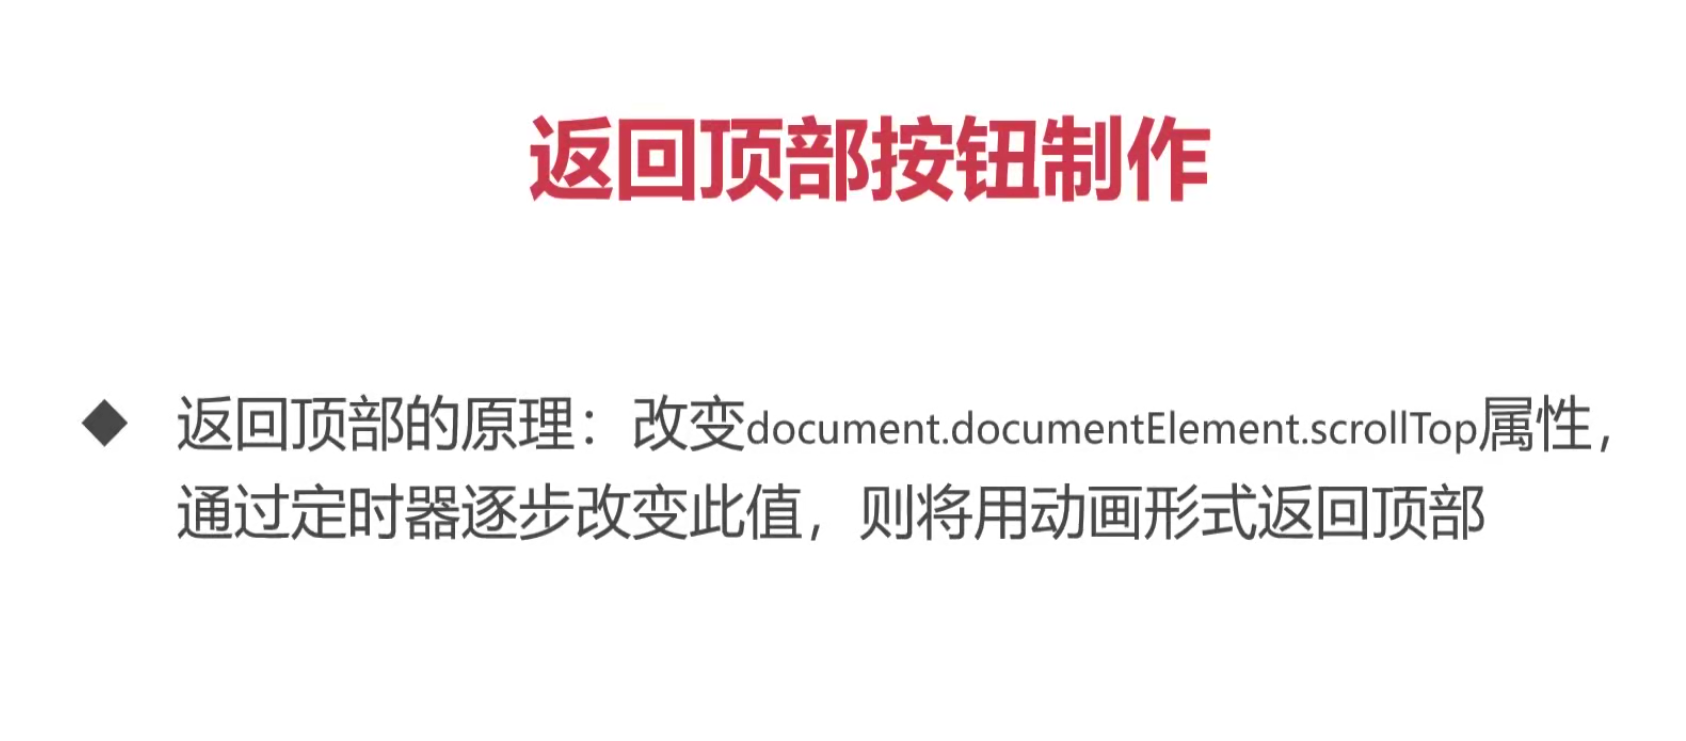 返回顶部按钮制作
◆ 返回顶部的原理：改变document.documentElement.scrollTop属性，
通过定时器逐步改变此值，则将用动画形式返回顶部